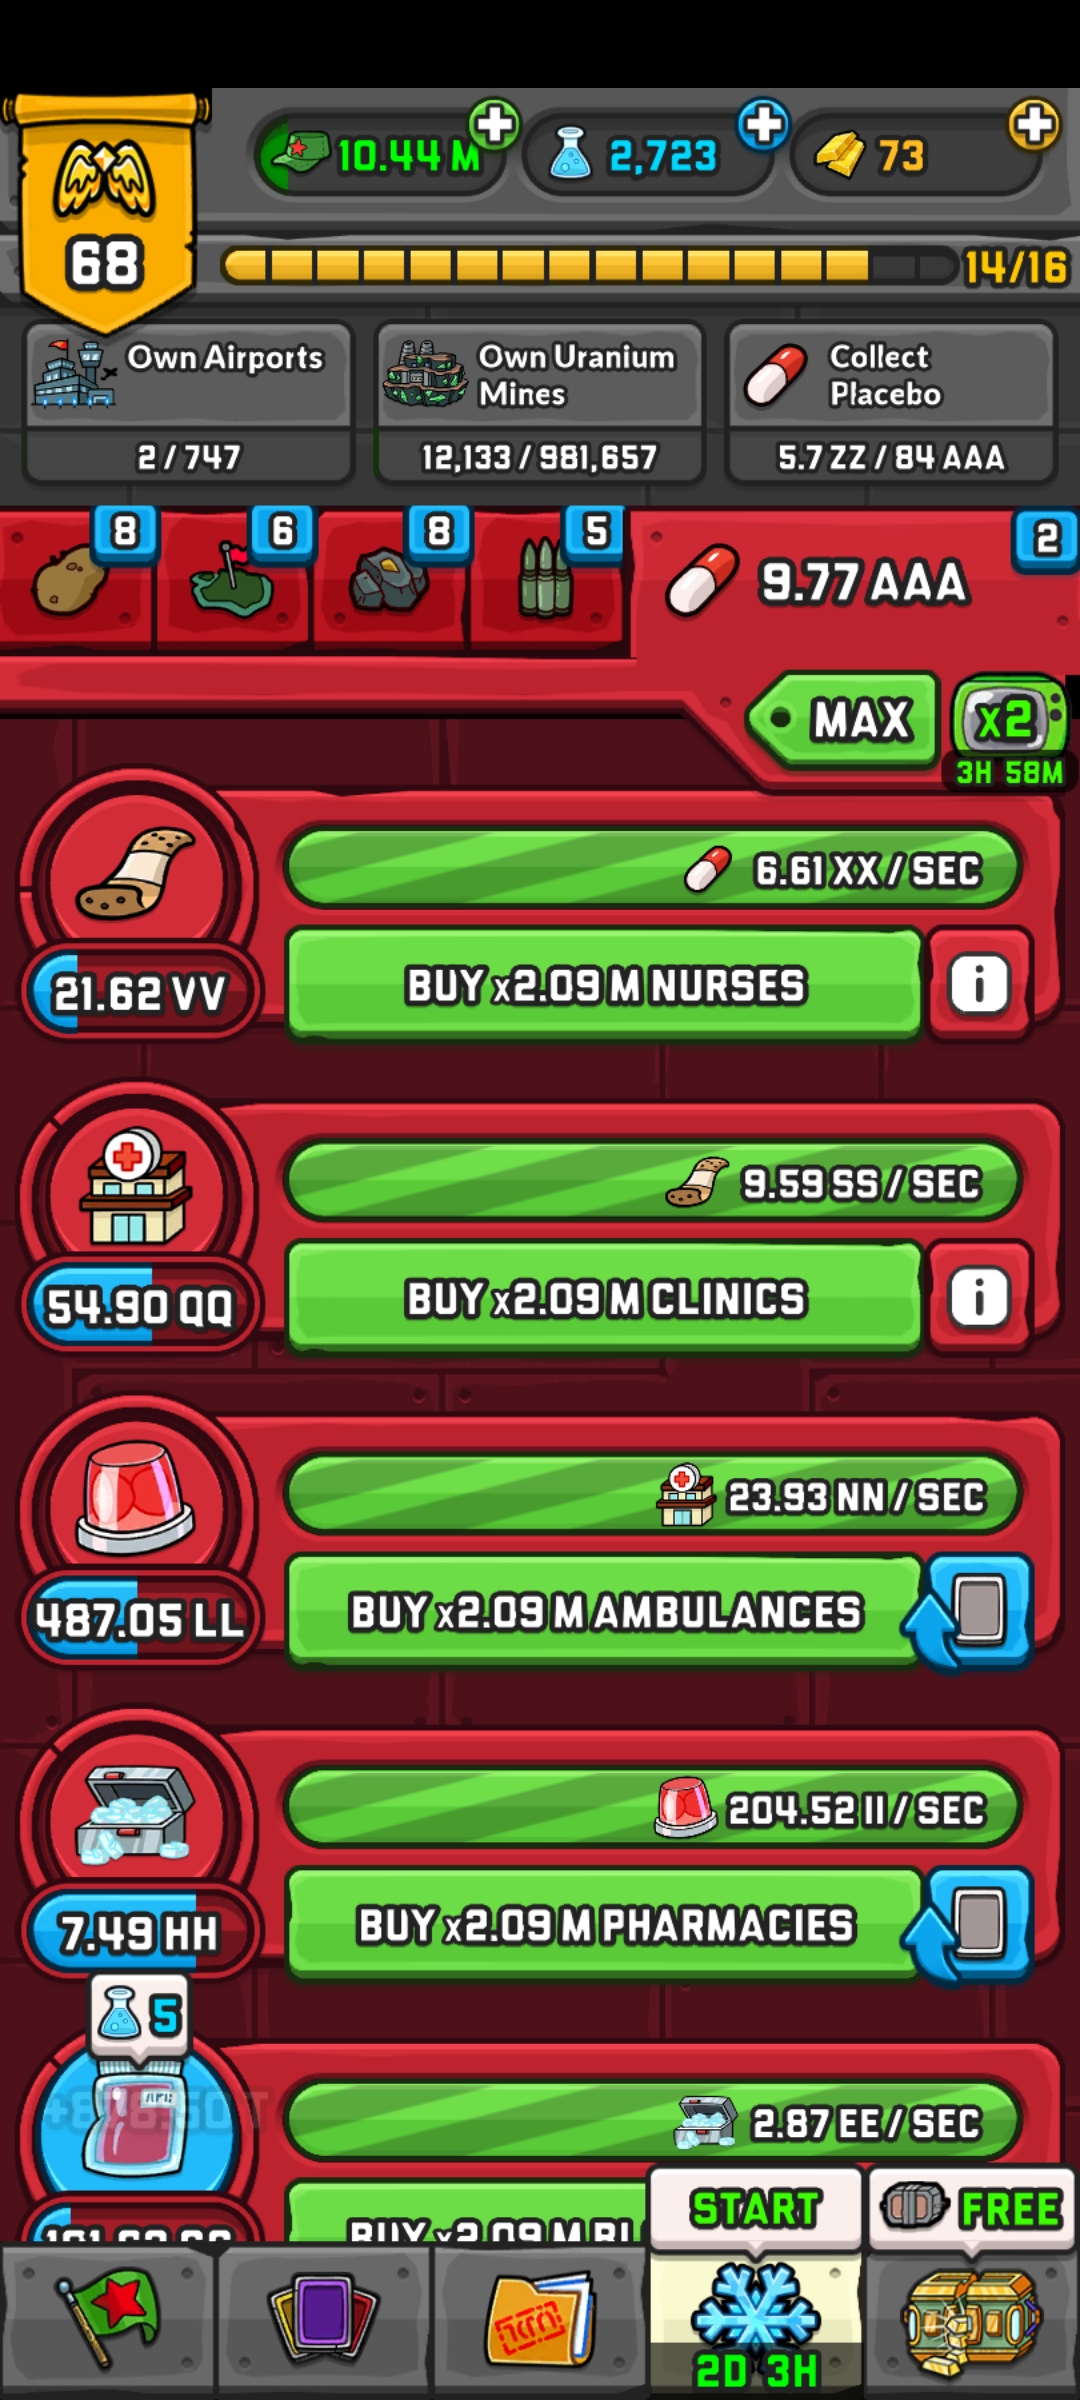 10.44 M
2,723
73
68
14/16
Own Airports
2 / 747
Own Uranium
Mines
12,133 / 981,657
Collect
Placebo
5.7 ZZ / 84 AAA
8
6
8
5
9.77 AAA
2
MAX
x2
3H 58M
6.61 XX / SEC
21.62 VV
BUY x2.09 M NURSES
i
9.59 SS / SEC
54.90 QQ
BUY x2.09 M CLINICS
i
23.93 NN / SEC
487.05 LL
BUY x2.09 M AMBULANCES
204.52 II / SEC
7.49 HH
BUY x2.09 M PHARMACIES
5
2.87 EE / SEC
START
FREE
BUY x2.09 M
2D 3H